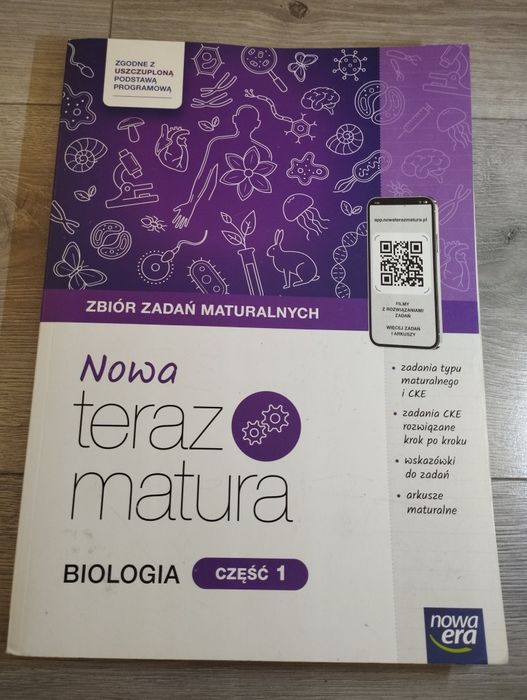 ZGODNE Z
USZCZUPLONĄ
PODSTAWĄ
PROGRAMOWĄ
app.nowaterazmatura.pl
FILMY
Z ROZWIĄZANIAMI
ZADAŃ
WIĘCEJ ZADAŃ
I ARKUSZY
ZBIÓR ZADAŃ MATURALNYCH
Nowa
teraz
matura
BIOLOGIA CZĘŚĆ 1
• zadania typu
maturalnego
i CKE
• zadania CKE
rozwiązane
krok po kroku
• wskazówki
do zadań
• arkusze
maturalne
nowa
era